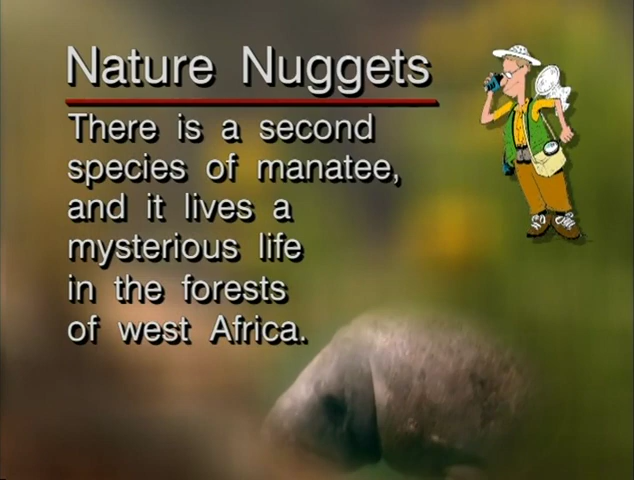 Nature Nuggets
There is a second
species of manatee,
and it lives a
mysterious life
in the forests
of west Africa.